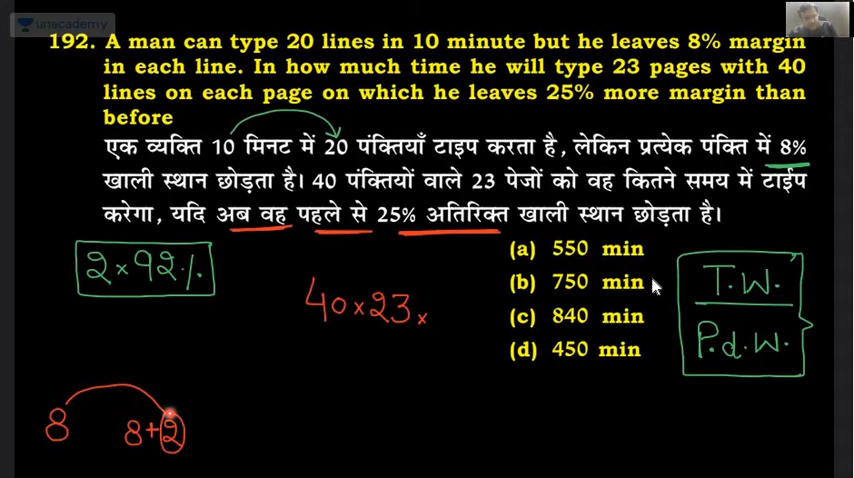 unacademy
192. A man can type 20 lines in 10 minute but he leaves 8% margin
in each line. In how much time he will type 23 pages with 40
lines on each page on which he leaves 25% more margin than
before
एक व्यक्ति 10 मिनट में 20 पंक्तियाँ टाइप करता है, लेकिन प्रत्येक पंक्ति में 8%
खाली स्थान छोड़ता है। 40 पंक्तियों वाले 23 पेजों को वह कितने समय में टाईप
करेगा, यदि अब वह पहले से 25% अतिरिक्त खाली स्थान छोड़ता है।
(a) 550 min
(b) 750 min
(c) 840 min
(d) 450 min
2×92%
40×23×
T.W.
P.d.W.
8 8+2